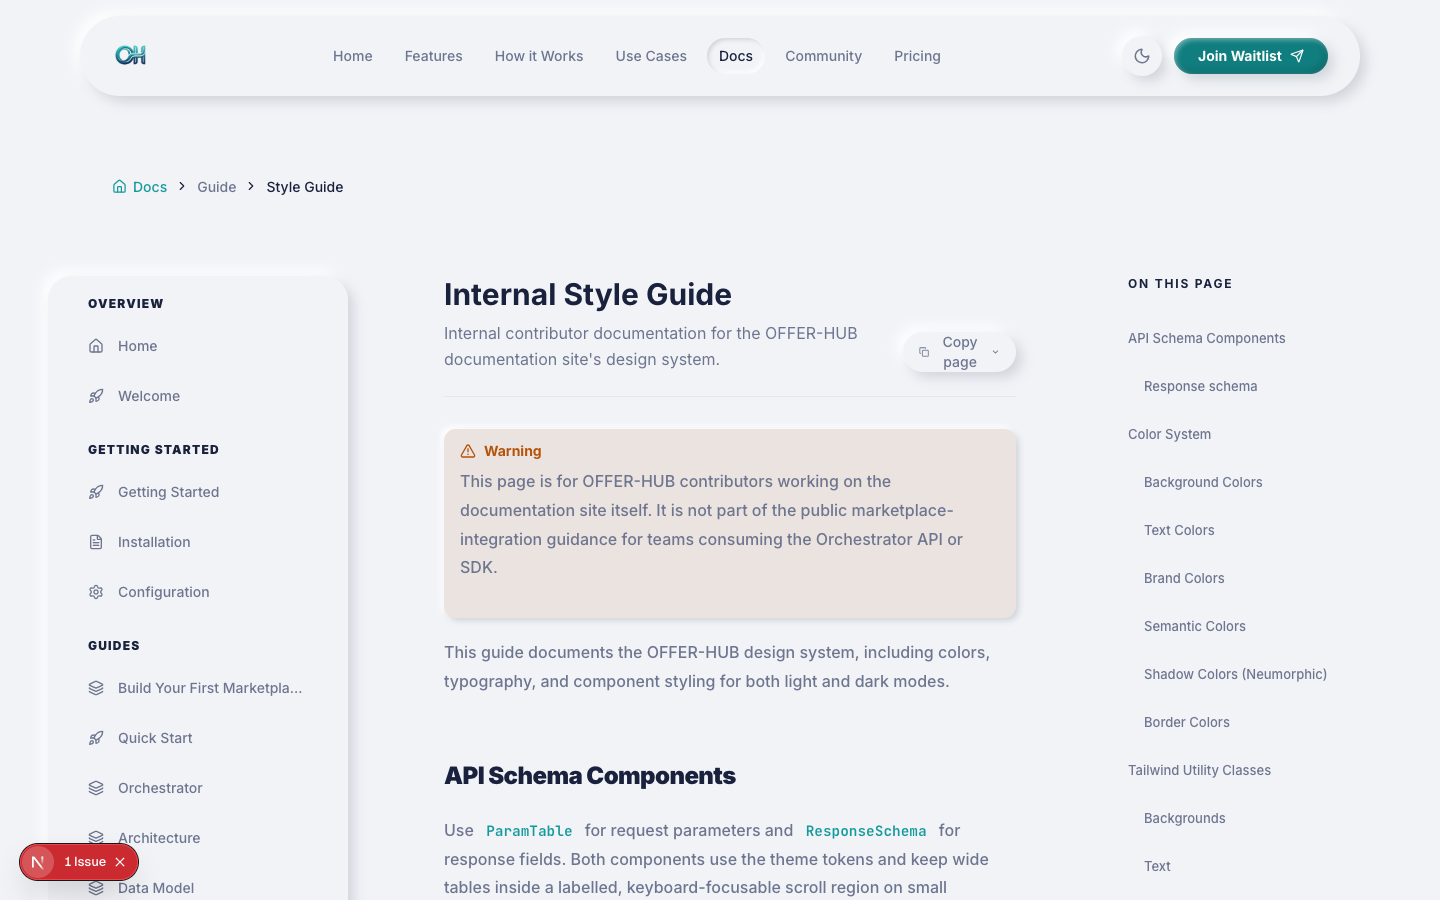 OH
Home
Features
How it Works
Use Cases
Docs
Community
Pricing
Join Waitlist
Docs
Guide
Style Guide
OVERVIEW
Home
Welcome
GETTING STARTED
Getting Started
Installation
Configuration
GUIDES
Build Your First Marketpla...
Quick Start
Orchestrator
Architecture
Data Model
N 1 Issue
Internal Style Guide
Internal contributor documentation for the OFFER-HUB
documentation site's design system.
Copy
page
Warning
This page is for OFFER-HUB contributors working on the
documentation site itself. It is not part of the public marketplace-
integration guidance for teams consuming the Orchestrator API or
SDK.
This guide documents the OFFER-HUB design system, including colors,
typography, and component styling for both light and dark modes.
API Schema Components
Use ParamTable for request parameters and ResponseSchema for
response fields. Both components use the theme tokens and keep wide
tables inside a labelled, keyboard-focusable scroll region on small
ON THIS PAGE
API Schema Components
Response schema
Color System
Background Colors
Text Colors
Brand Colors
Semantic Colors
Shadow Colors (Neumorphic)
Border Colors
Tailwind Utility Classes
Backgrounds
Text